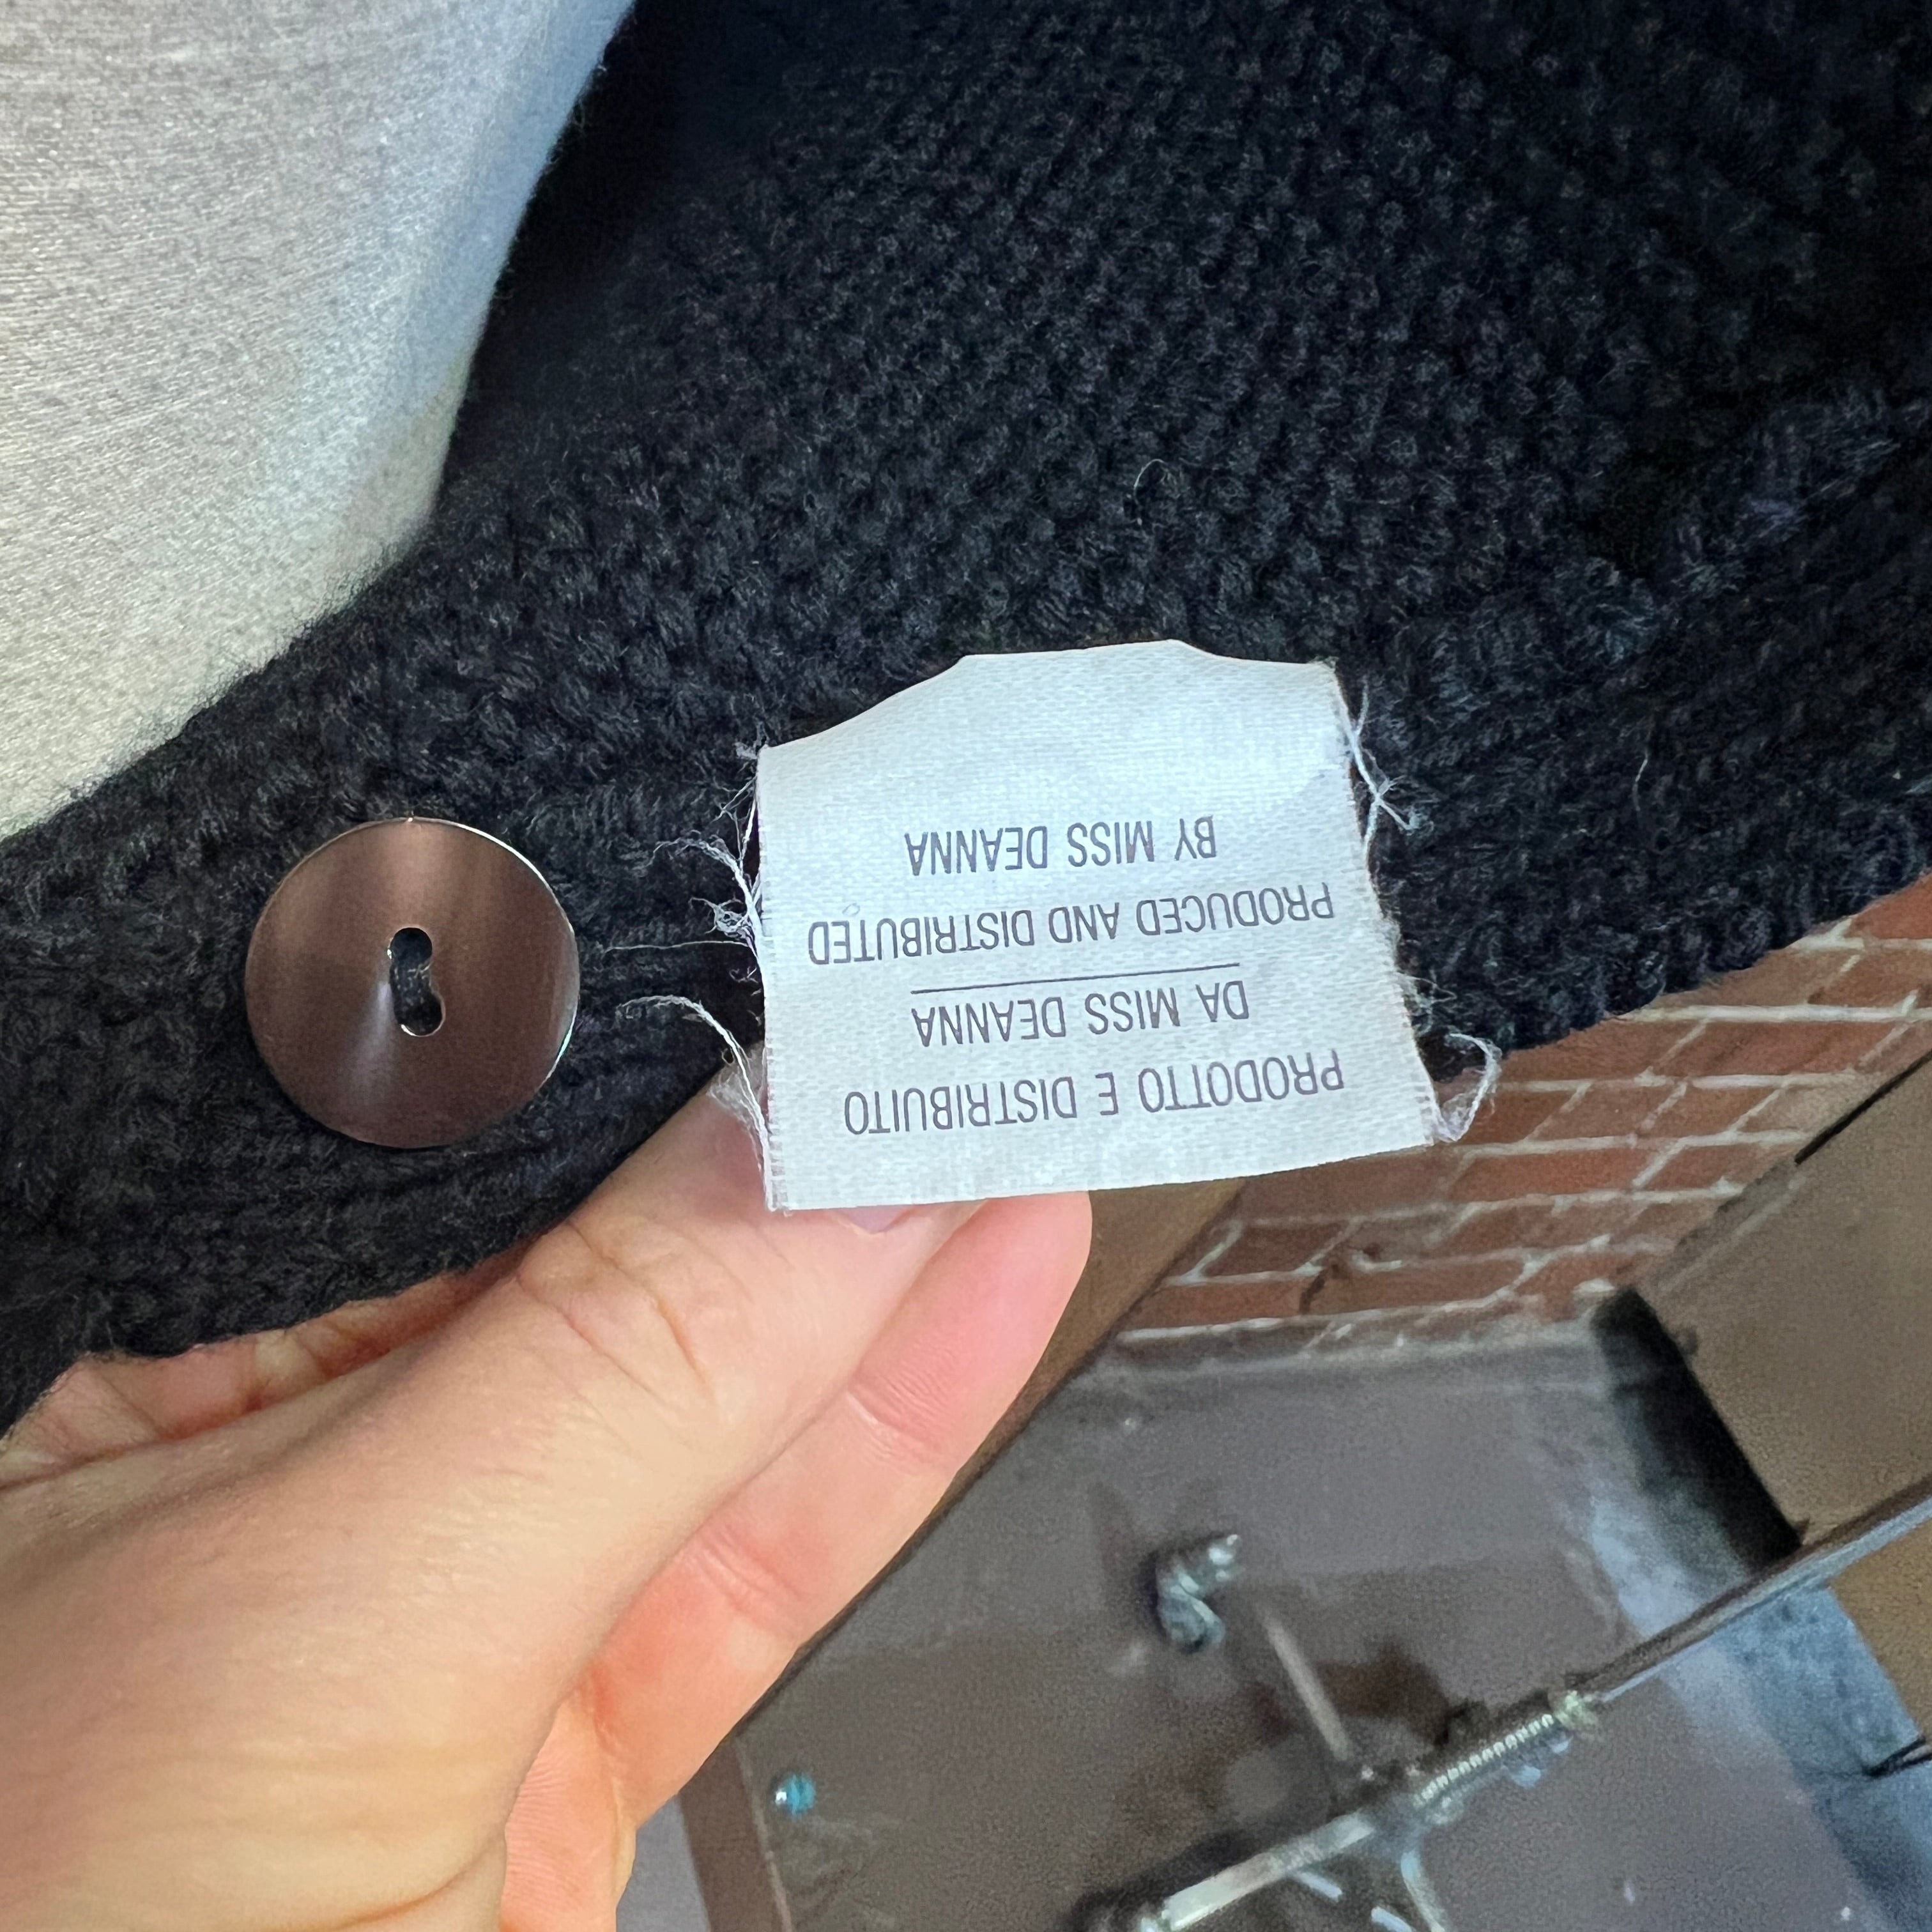 PRODOTTO E DISTRIBUITO
DA MISS DEANNA
PRODUCED AND DISTRIBUTED
BY MISS DEANNA